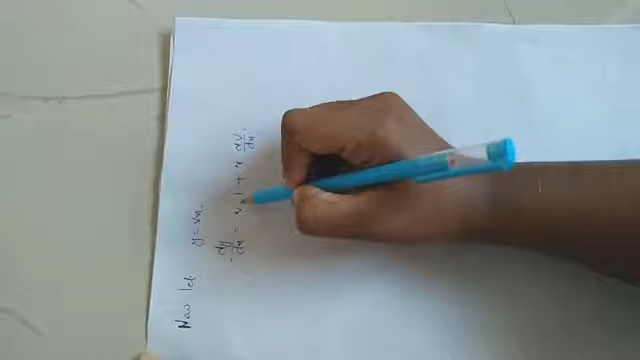 Now let y = vx.
dy/dx = v×1 + x dv/dx.